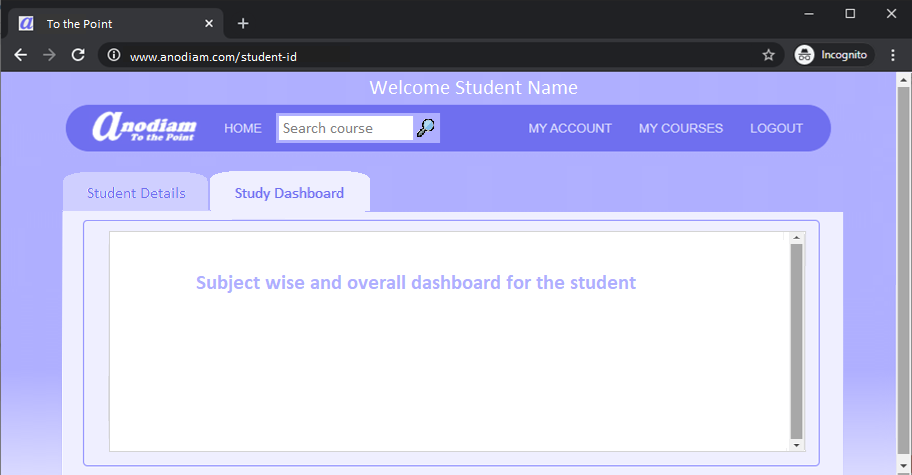 To the Point
www.anodiam.com/student-id
Incognito
Welcome Student Name
anodiam
To the Point
HOME
Search course
MY ACCOUNT
MY COURSES
LOGOUT
Student Details
Study Dashboard
Subject wise and overall dashboard for the student